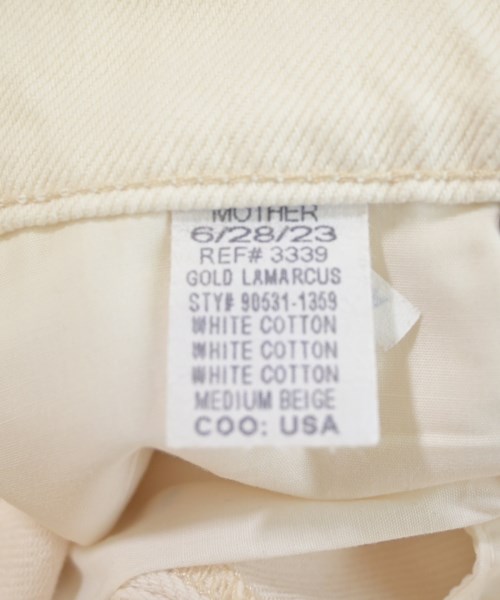 MOTHER
6/28/23
REF# 3339
GOLD LAMARCUS
STY# 90531-1359
WHITE COTTON
WHITE COTTON
WHITE COTTON
MEDIUM BEIGE
COO: USA